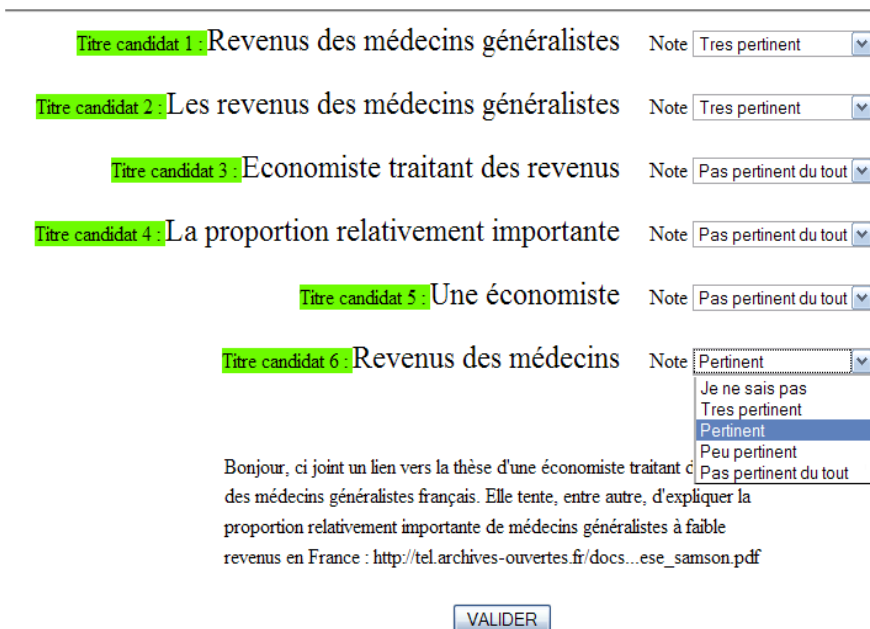 Titre candidat 1 : Revenus des médecins généralistes Note Tres pertinent
Titre candidat 2 : Les revenus des médecins généralistes Note Tres pertinent
Titre candidat 3 : Economiste traitant des revenus Note Pas pertinent du tout
Titre candidat 4 : La proportion relativement importante Note Pas pertinent du tout
Titre candidat 5 : Une économiste Note Pas pertinent du tout
Titre candidat 6 : Revenus des médecins Note Pertinent
Je ne sais pas
Tres pertinent
Pertinent
Peu pertinent
Pas pertinent du tout
Bonjour, ci joint un lien vers la thèse d'une économiste traitant
des médecins généralistes français. Elle tente, entre autre, d'expliquer la
proportion relativement importante de médecins généralistes à faible
revenus en France : http://tel.archives-ouvertes.fr/docs...ese_samson.pdf
VALIDER